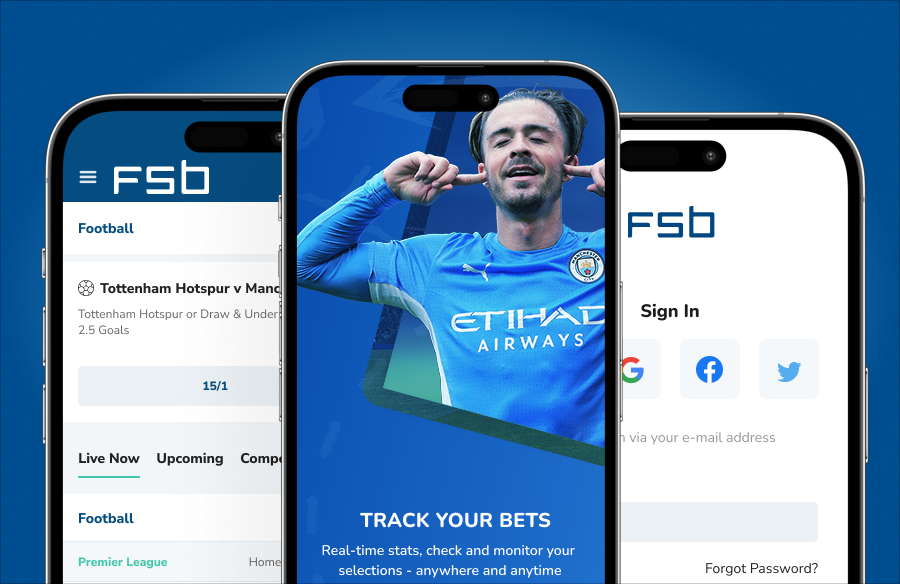 FSB
Football
Tottenham Hotspur v Manc
Tottenham Hotspur or Draw & Under
2.5 Goals
15/1
Live Now Upcoming Compe
Football
Premier League Home
MANCHESTER
CITY
ETIHAD
AIRWAYS
TRACK YOUR BETS
Real-time stats, check and monitor your
selections - anywhere and anytime
FSB
Sign In
G
n via your e-mail address
Forgot Password?